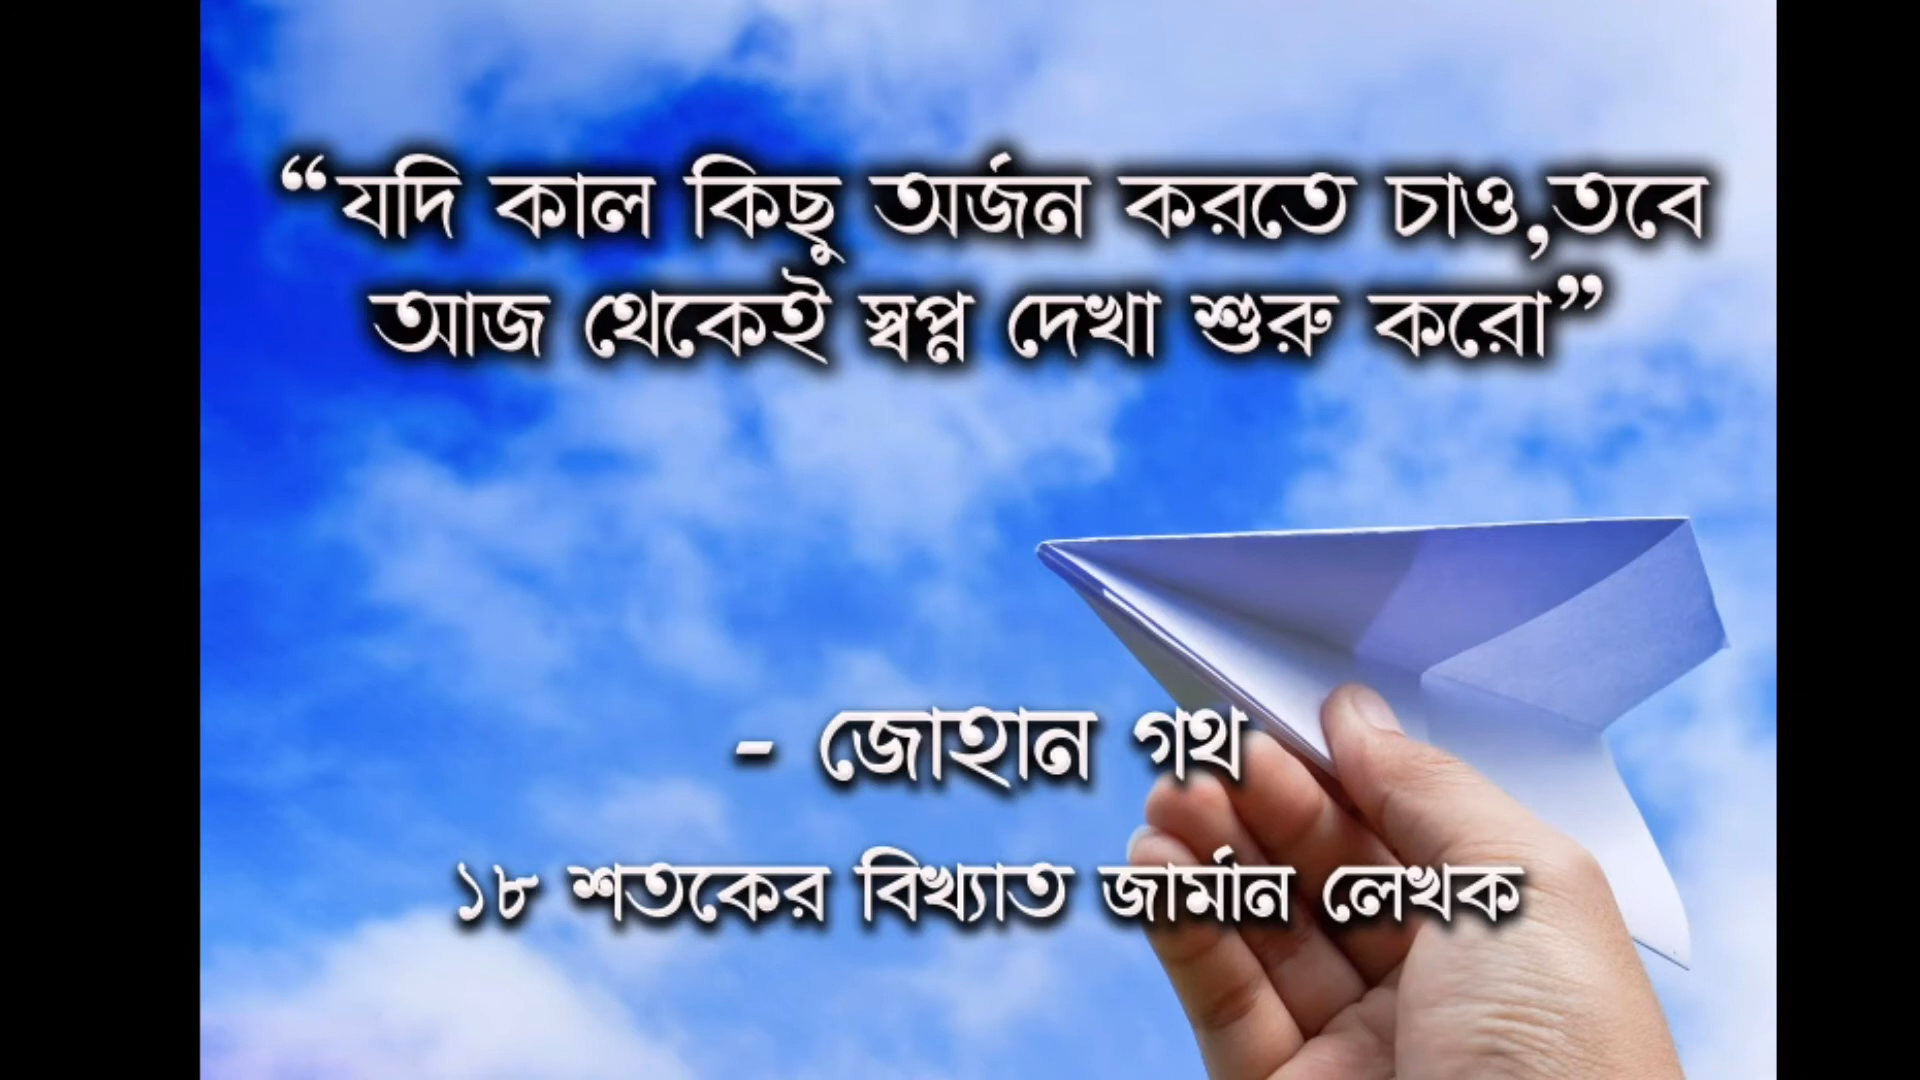 “যদি কাল কিছু অর্জন করতে চাও,তবে
আজ থেকেই স্বপ্ন দেখা শুরু করো”
- জোহান গথ
১৮ শতকের বিখ্যাত জার্মান লেখক